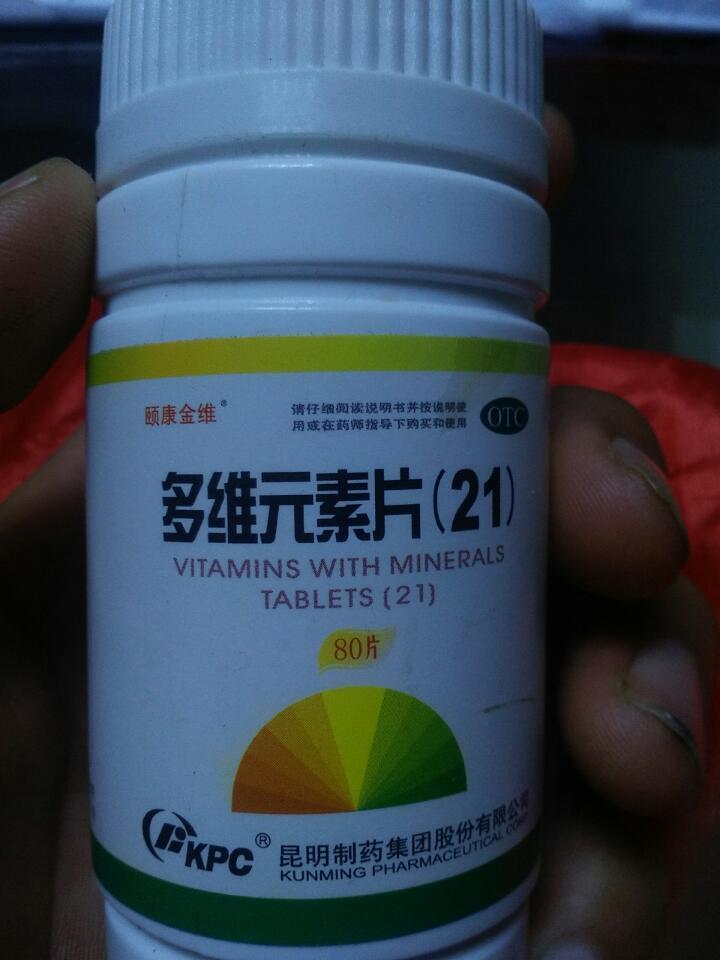 颐康金维®
请仔细阅读说明书并按说明使
用或在药师指导下购买和使用
OTC
多维元素片(21)
VITAMINS WITH MINERALS
TABLETS (21)
80片
KPC®
昆明制药集团股份有限公司
KUNMING PHARMACEUTICAL CORP